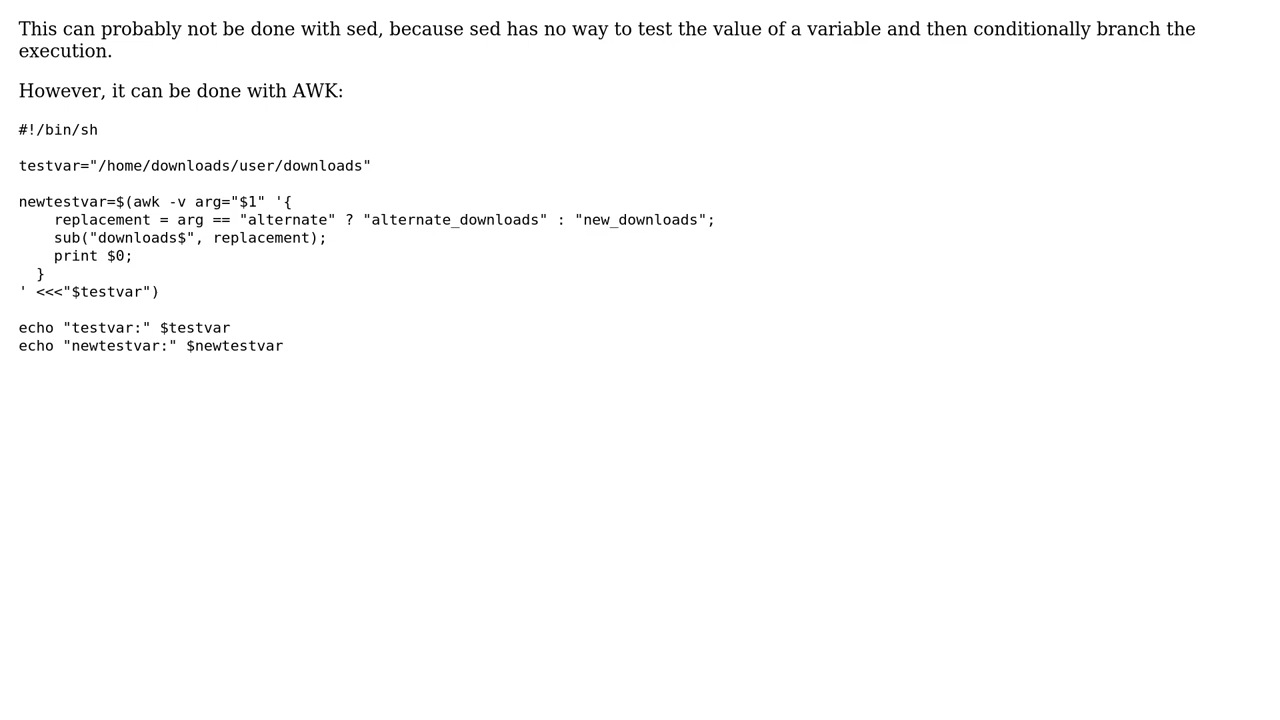 This can probably not be done with sed, because sed has no way to test the value of a variable and then conditionally branch the
execution.
However, it can be done with AWK:
#!/bin/sh
testvar="/home/downloads/user/downloads"
newtestvar=$(awk -v arg="$1" '{
    replacement = arg == "alternate" ? "alternate_downloads" : "new_downloads";
    sub("downloads$", replacement);
    print $0;
  }
' <<<"$testvar")
echo "testvar:" $testvar
echo "newtestvar:" $newtestvar